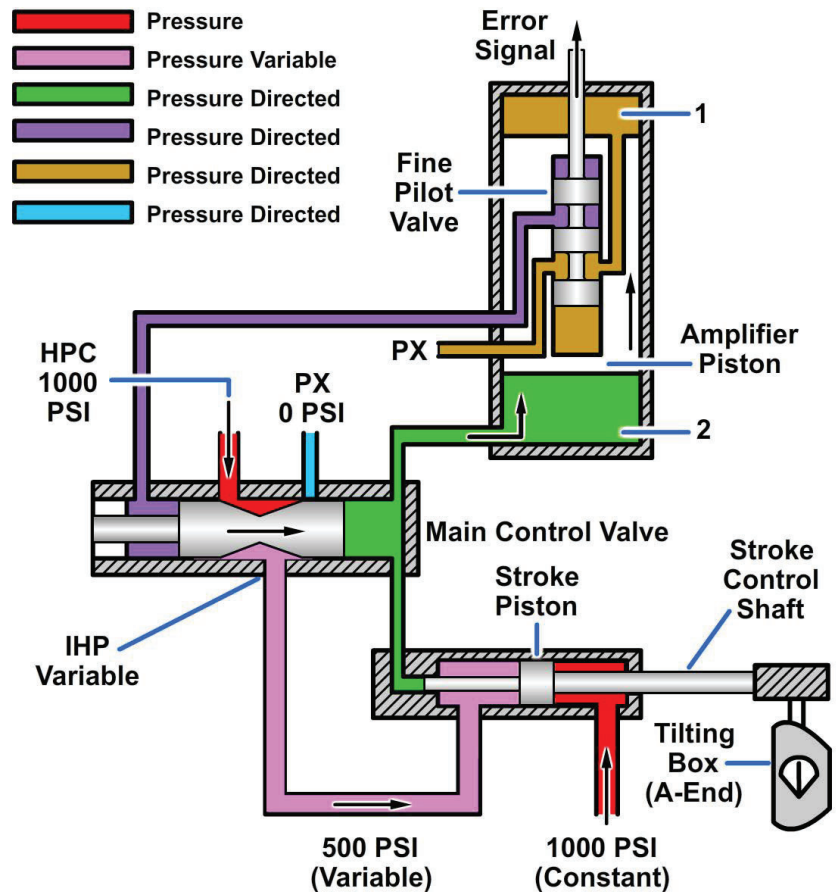 Pressure
Pressure Variable
Pressure Directed
Pressure Directed
Pressure Directed
Pressure Directed
Error
Signal
1
Fine
Pilot
Valve
HPC
1000
PSI
PX
0 PSI
PX
Amplifier
Piston
2
Main Control Valve
Stroke
Piston
Stroke
Control
Shaft
IHP
Variable
Tilting
Box
(A-End)
500 PSI
(Variable)
1000 PSI
(Constant)